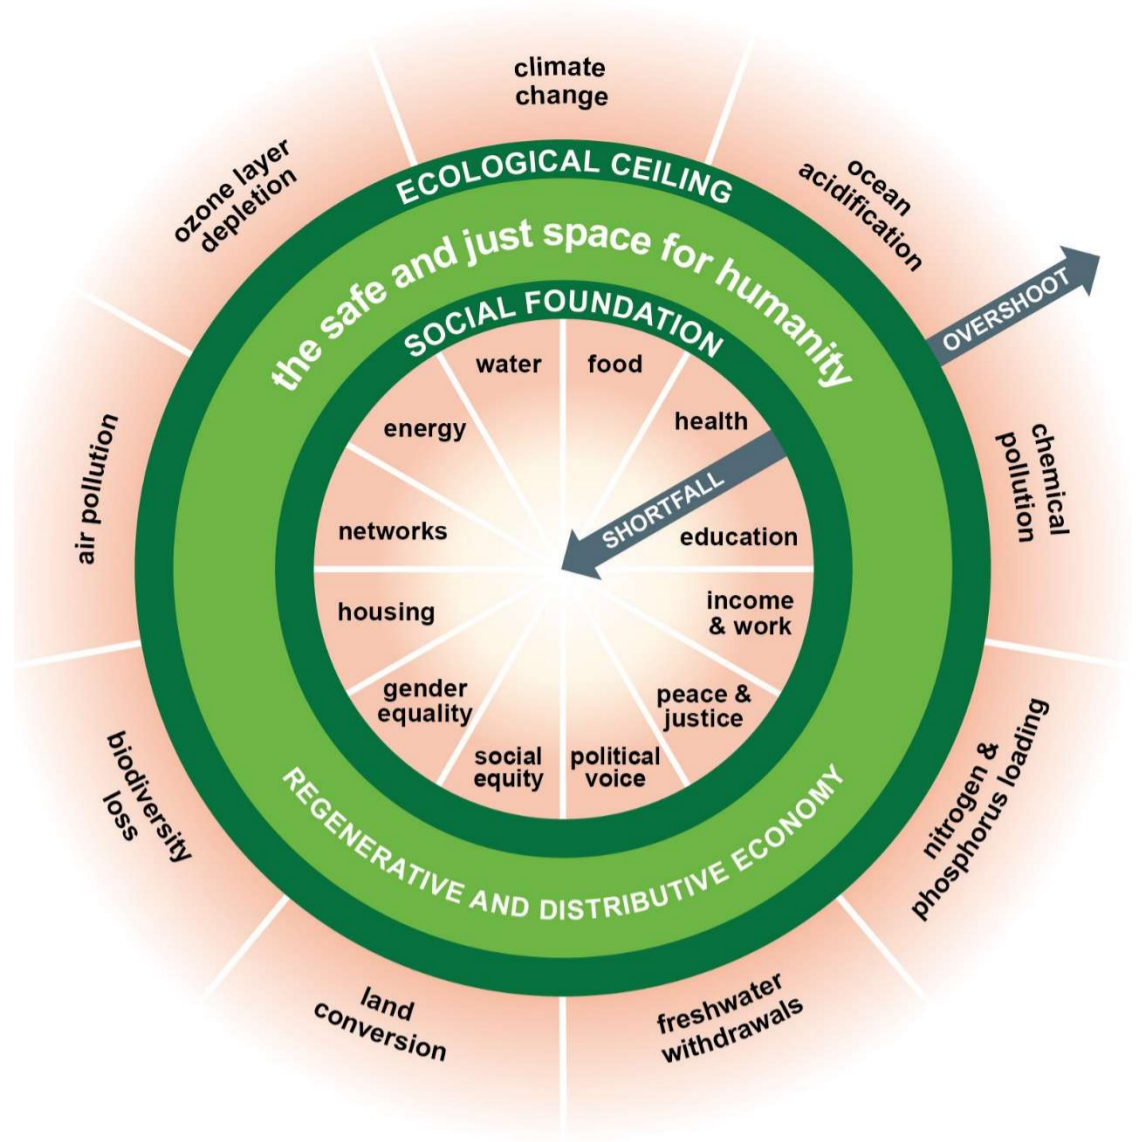 climate
change
ocean
acidification
OVERSHOOT
chemical
pollution
nitrogen &
phosphorus loading
freshwater
withdrawals
land
conversion
biodiversity
loss
air pollution
ozone layer
depletion
ECOLOGICAL CEILING
the safe and just space for humanity
SOCIAL FOUNDATION
water
food
health
SHORTFALL
education
income
& work
peace &
justice
political
voice
social
equity
gender
equality
housing
networks
energy
REGENERATIVE AND DISTRIBUTIVE ECONOMY